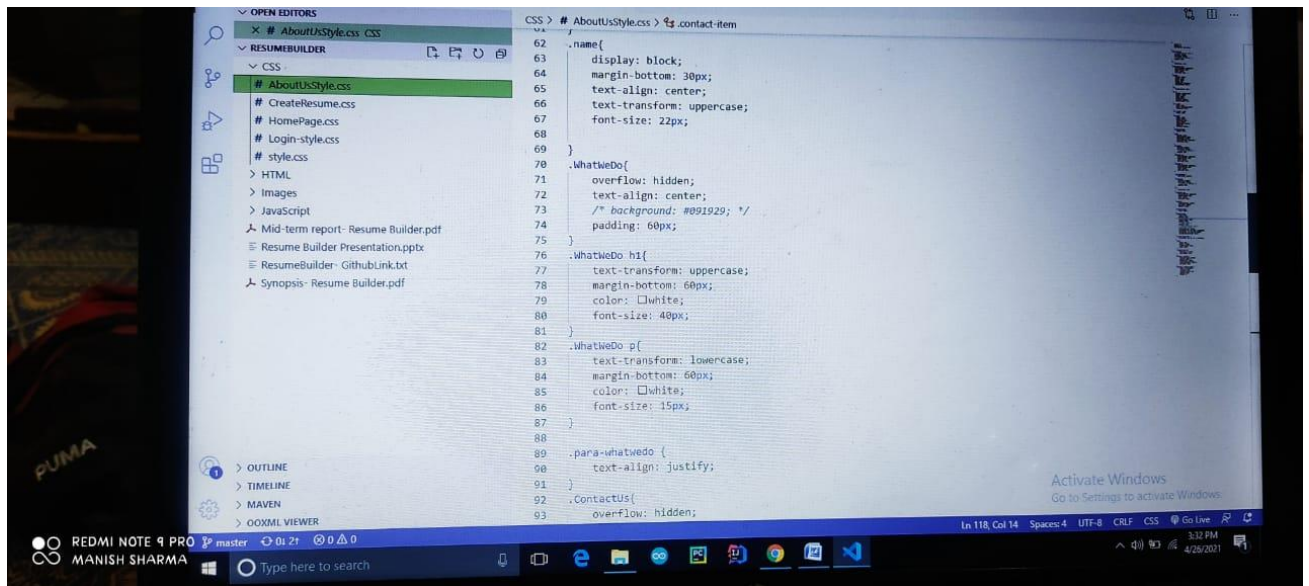 OPEN EDITORS
# AboutUsStyle.css CSS
RESUMEBUILDER
CSS
# AboutUsStyle.css
# CreateResume.css
# HomePage.css
# Login-style.css
# style.css
HTML
Images
JavaScript
Mid-term report- Resume Builder.pdf
Resume Builder Presentation.pptx
ResumeBuilder- GithubLink.txt
Synopsis- Resume Builder.pdf
OUTLINE
TIMELINE
MAVEN
OOXML VIEWER
CSS > # AboutUsStyle.css > .contact-item
61 }
62 .name{
63 display: block;
64 margin-bottom: 30px;
65 text-align: center;
66 text-transform: uppercase;
67 font-size: 22px;
68
69 }
70 .WhatWeDo{
71 overflow: hidden;
72 text-align: center;
73 /* background: #091929; */
74 padding: 60px;
75 }
76 .WhatWeDo h1{
77 text-transform: uppercase;
78 margin-bottom: 60px;
79 color: white;
80 font-size: 40px;
81 }
82 .WhatWeDo p{
83 text-transform: lowercase;
84 margin-bottom: 60px;
85 color: white;
86 font-size: 15px;
87 }
88
89 .para-whatwedo {
90 text-align: justify;
91 }
92 .ContactUs{
93 overflow: hidden;
Activate Windows
Go to Settings to activate Windows.
master 0↓ 2↑ 0 0
Ln 118, Col 14 Spaces: 4 UTF-8 CRLF CSS Go Live
Type here to search
3:32 PM
4/26/2021
PUMA
REDMI NOTE 9 PRO
MANISH SHARMA